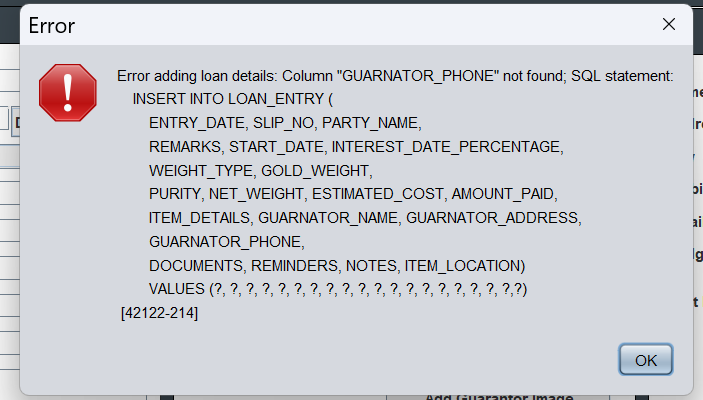 Error
Error adding loan details: Column "GUARNATOR_PHONE" not found; SQL statement:
INSERT INTO LOAN_ENTRY (
ENTRY_DATE, SLIP_NO, PARTY_NAME,
REMARKS, START_DATE, INTEREST_DATE_PERCENTAGE,
WEIGHT_TYPE, GOLD_WEIGHT,
PURITY, NET_WEIGHT, ESTIMATED_COST, AMOUNT_PAID,
ITEM_DETAILS, GUARNATOR_NAME, GUARNATOR_ADDRESS,
GUARNATOR_PHONE,
DOCUMENTS, REMINDERS, NOTES, ITEM_LOCATION)
VALUES (?, ?, ?, ?, ?, ?, ?, ?, ?, ?, ?, ?, ?, ?, ?, ?, ?, ?, ?,?)
[42122-214]
OK
Add Guarantor Image